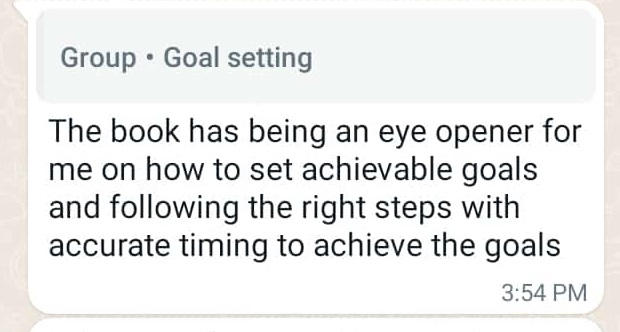 Group • Goal setting
The book has being an eye opener for
me on how to set achievable goals
and following the right steps with
accurate timing to achieve the goals
3:54 PM